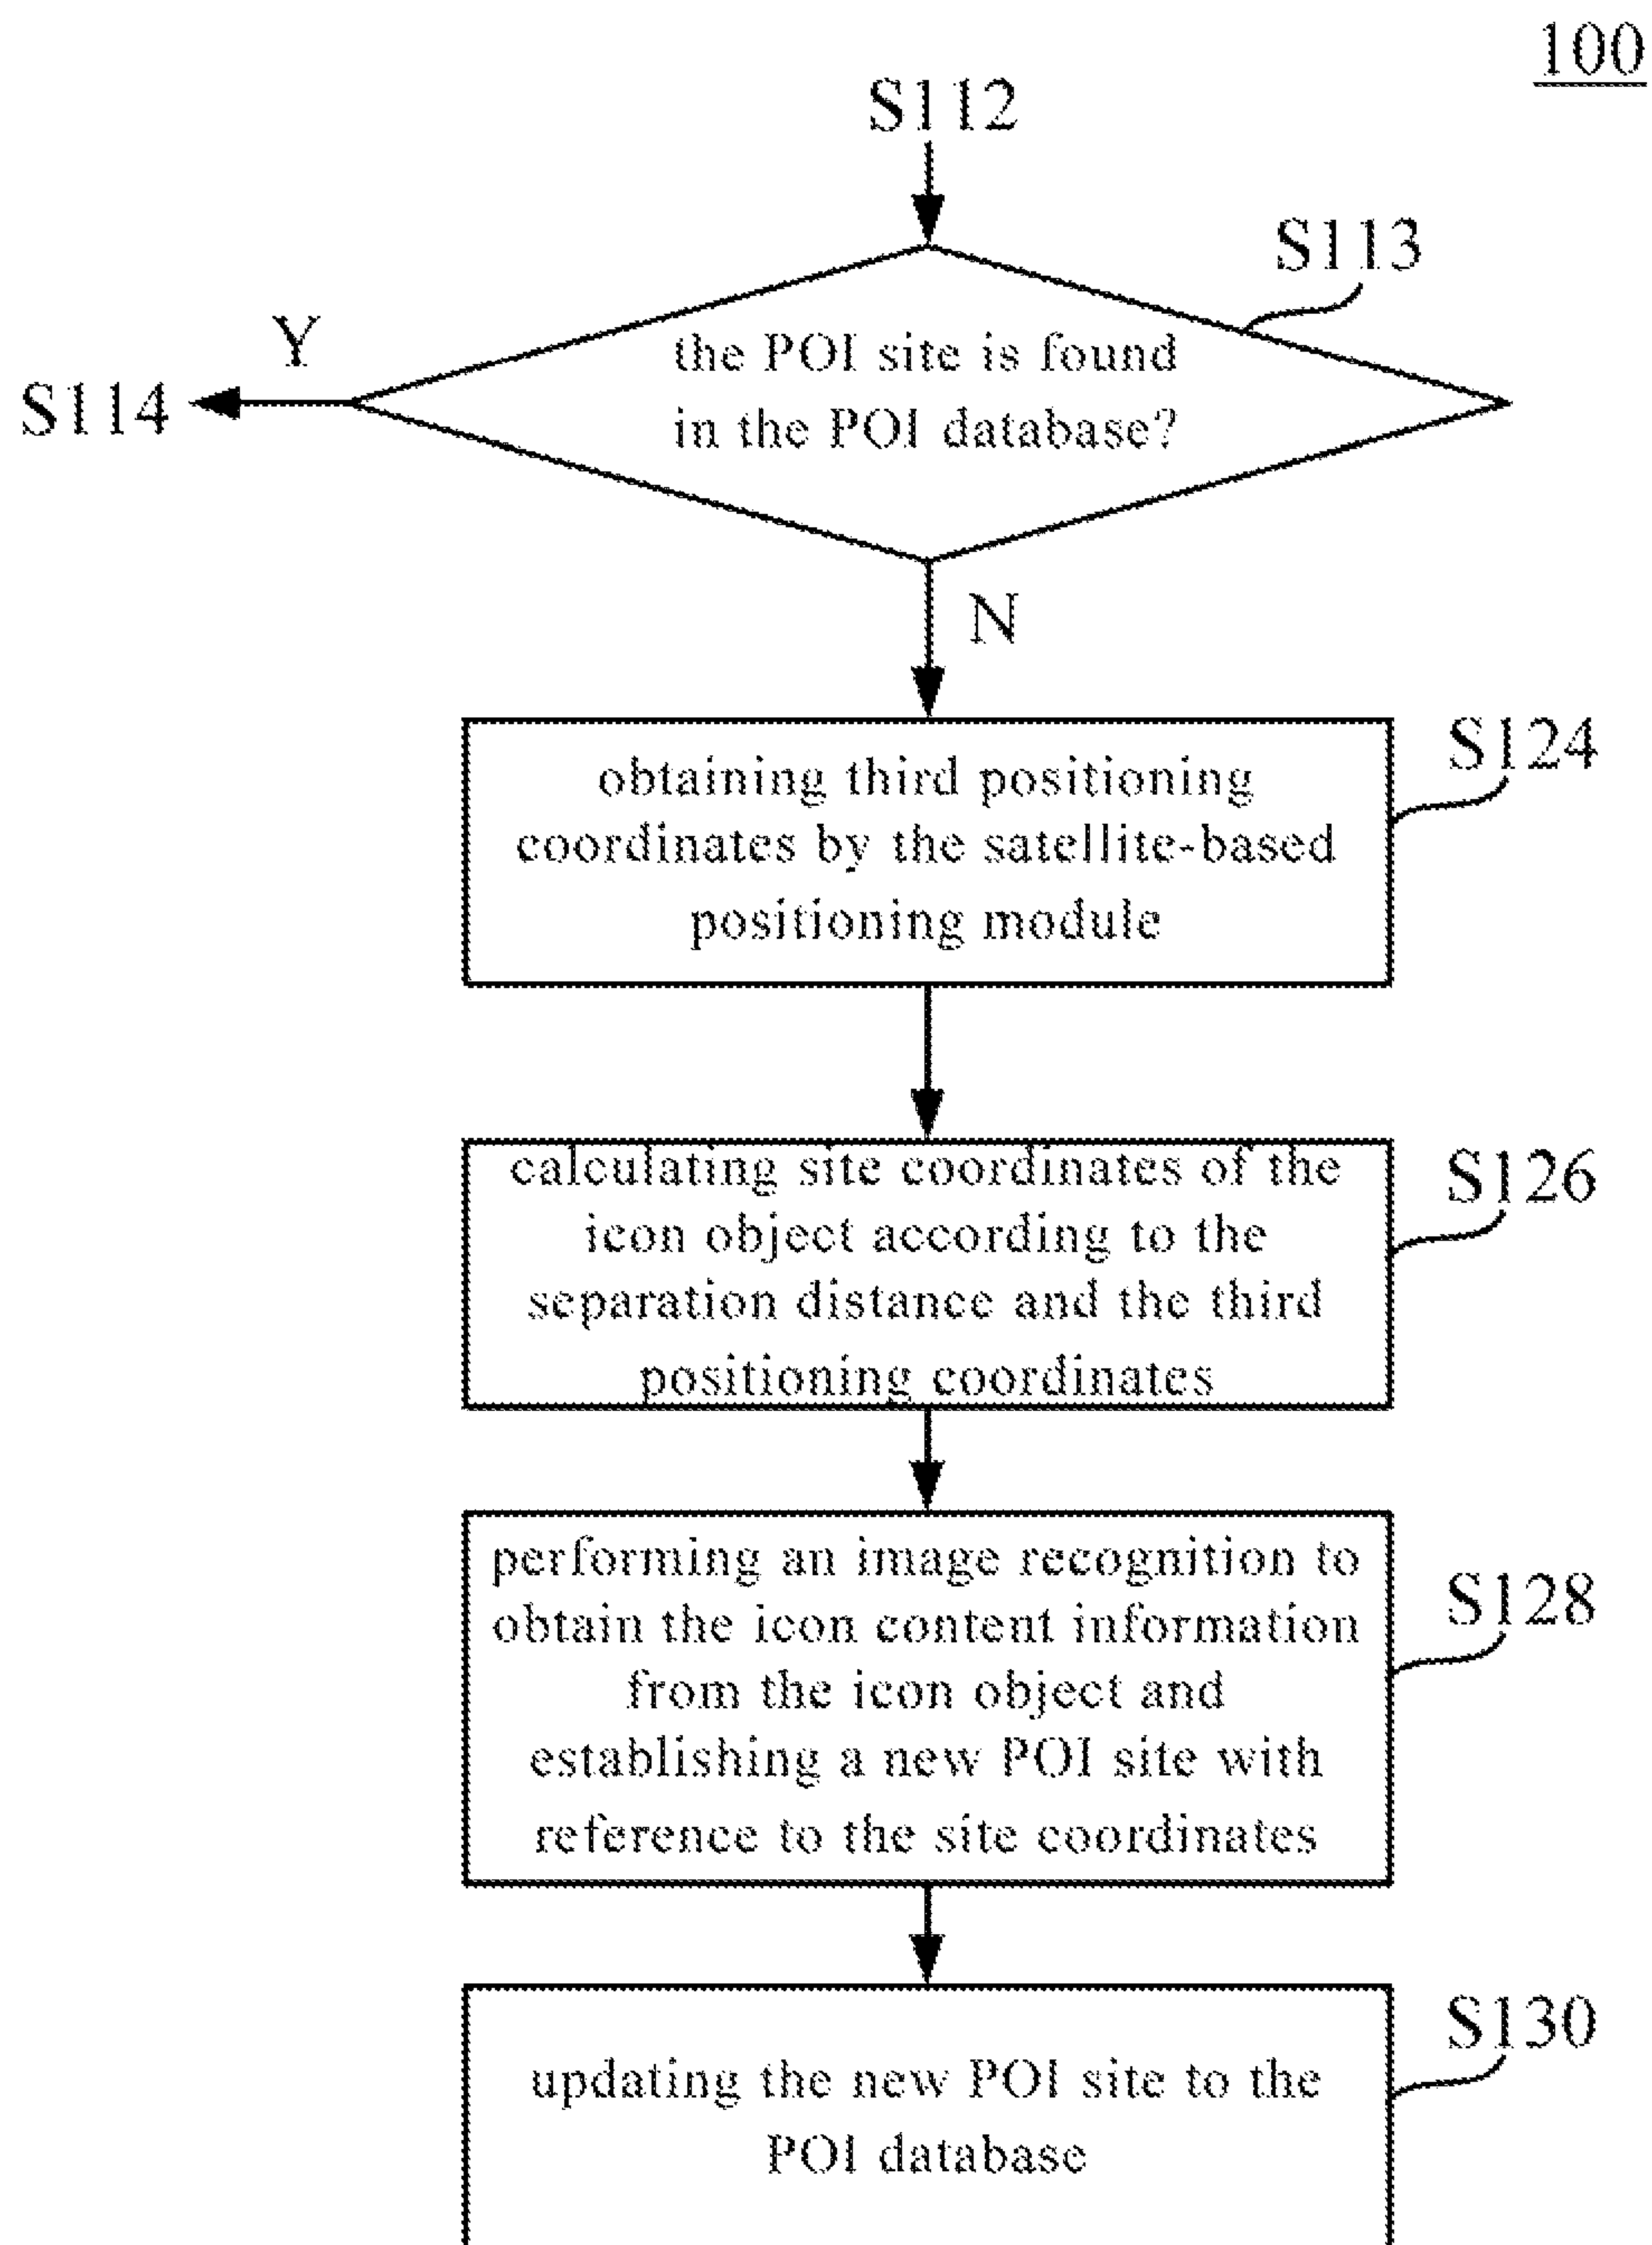 100
S112
S113
the POI site is found
in the POI database?
Y
S114
N
S124
obtaining third positioning
coordinates by the satellite-based
positioning module
S126
calculating site coordinates of the
icon object according to the
separation distance and the third
positioning coordinates
S128
performing an image recognition to
obtain the icon content information
from the icon object and
establishing a new POI site with
reference to the site coordinates
S130
updating the new POI site to the
POI database